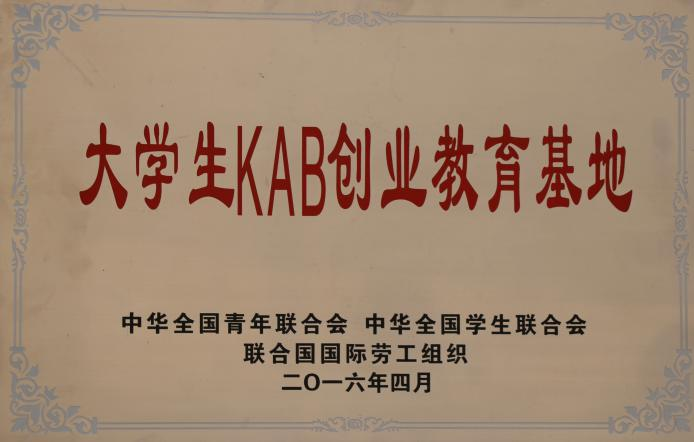 大学生KAB创业教育基地
中华全国青年联合会 中华全国学生联合会
联合国国际劳工组织
二〇一六年四月